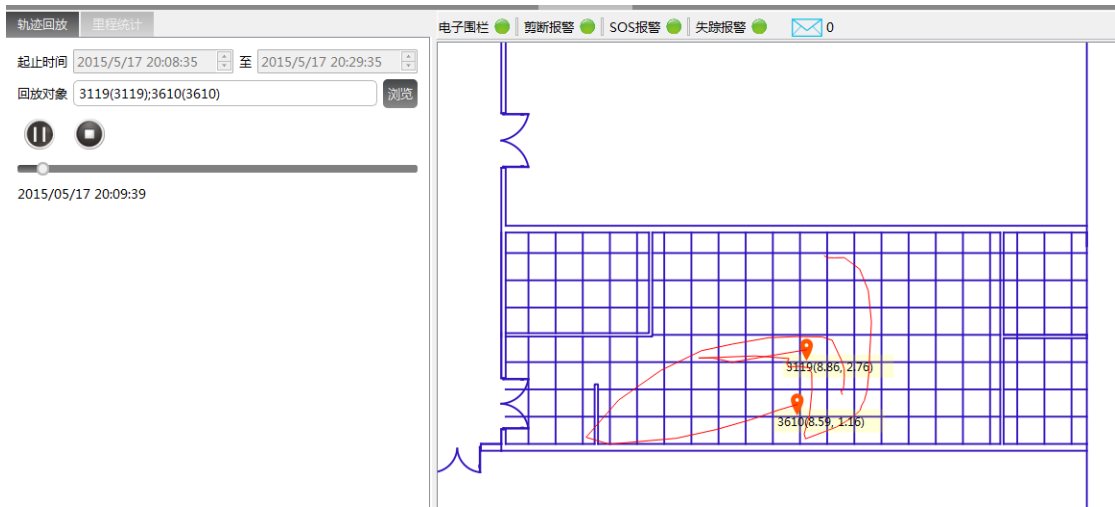 轨迹回放 里程统计
电子围栏 剪断报警 SOS报警 失踪报警 0
起止时间 2015/5/17 20:08:35 至 2015/5/17 20:29:35
回放对象 3119(3119);3610(3610) 浏览
2015/05/17 20:09:39
3119(8.86, 2.76)
3610(8.59, 1.16)